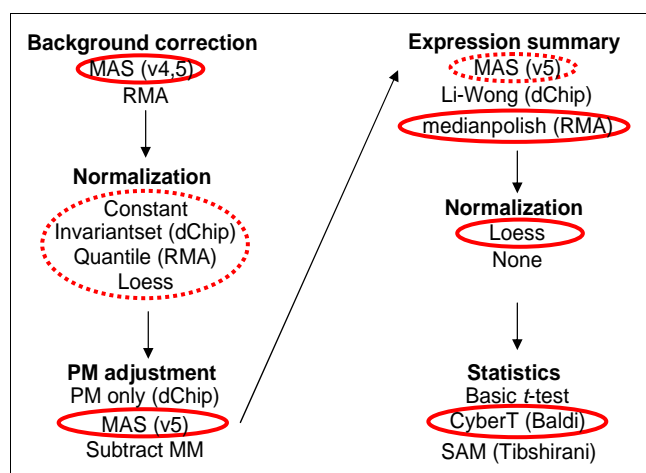 Background correction
MAS (v4,5)
RMA
Normalization
Constant
Invariantset (dChip)
Quantile (RMA)
Loess
PM adjustment
PM only (dChip)
MAS (v5)
Subtract MM
Expression summary
MAS (v5)
Li-Wong (dChip)
medianpolish (RMA)
Normalization
Loess
None
Statistics
Basic t-test
CyberT (Baldi)
SAM (Tibshirani)